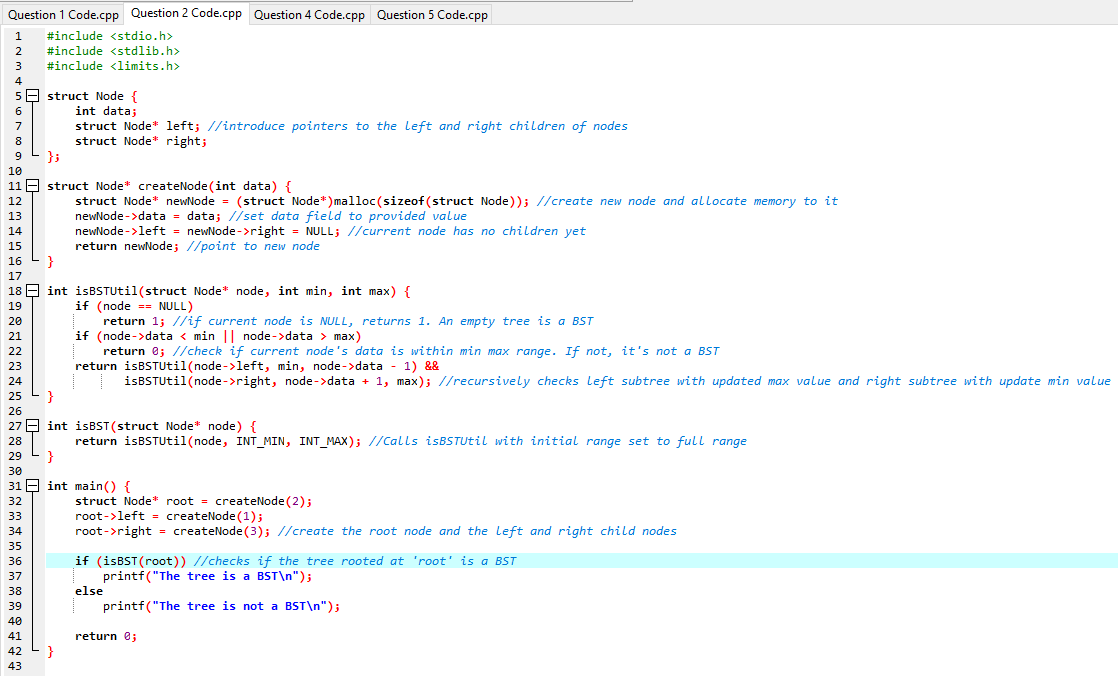 Question 1 Code.cpp Question 2 Code.cpp Question 4 Code.cpp Question 5 Code.cpp
1 #include <stdio.h>
2 #include <stdlib.h>
3 #include <limits.h>
4
5 struct Node {
6     int data;
7     struct Node* left; //introduce pointers to the left and right children of nodes
8     struct Node* right;
9 };
10
11 struct Node* createNode(int data) {
12     struct Node* newNode = (struct Node*)malloc(sizeof(struct Node)); //create new node and allocate memory to it
13     newNode->data = data; //set data field to provided value
14     newNode->left = newNode->right = NULL; //current node has no children yet
15     return newNode; //point to new node
16 }
17
18 int isBSTUtil(struct Node* node, int min, int max) {
19     if (node == NULL)
20         return 1; //if current node is NULL, returns 1. An empty tree is a BST
21     if (node->data < min || node->data > max)
22         return 0; //check if current node's data is within min max range. If not, it's not a BST
23     return isBSTUtil(node->left, min, node->data - 1) &&
24            isBSTUtil(node->right, node->data + 1, max); //recursively checks left subtree with updated max value and right subtree with update min value
25 }
26
27 int isBST(struct Node* node) {
28     return isBSTUtil(node, INT_MIN, INT_MAX); //Calls isBSTUtil with initial range set to full range
29 }
30
31 int main() {
32     struct Node* root = createNode(2);
33     root->left = createNode(1);
34     root->right = createNode(3); //create the root node and the left and right child nodes
35
36     if (isBST(root)) //checks if the tree rooted at 'root' is a BST
37         printf("The tree is a BST\n");
38     else
39         printf("The tree is not a BST\n");
40
41     return 0;
42 }
43